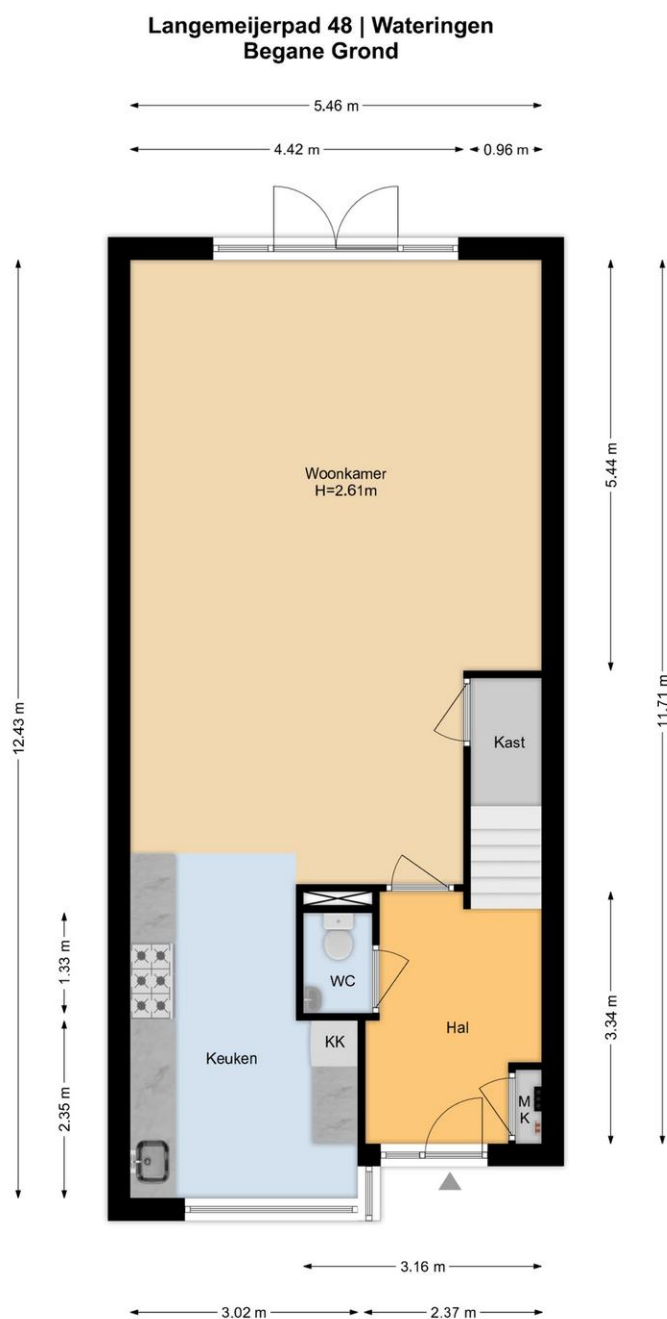 Langemeijerpad 48 | Wateringen
Begane Grond
5.46 m
4.42 m
0.96 m
12.43 m
5.44 m
11.71 m
Woonkamer
H=2.61m
Kast
1.33 m
WC
Hal
3.34 m
KK
Keuken
2.35 m
M
K
3.16 m
3.02 m
2.37 m